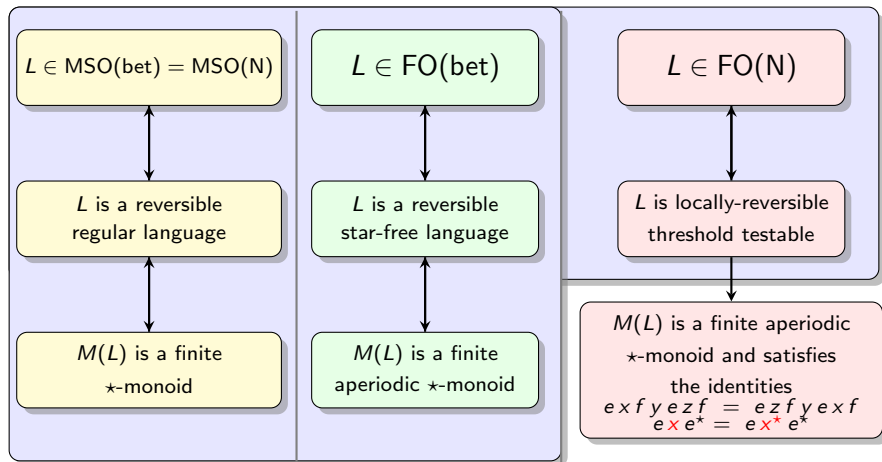 L ∈ MSO(bet) = MSO(N)
L is a reversible
regular language
M(L) is a finite
⋆-monoid
L ∈ FO(bet)
L is a reversible
star-free language
M(L) is a finite
aperiodic ⋆-monoid
L ∈ FO(N)
L is locally-reversible
threshold testable
M(L) is a finite aperiodic
⋆-monoid and satisfies
the identities
e x f y e z f = e z f y e x f
e x e⋆ = e x⋆ e⋆